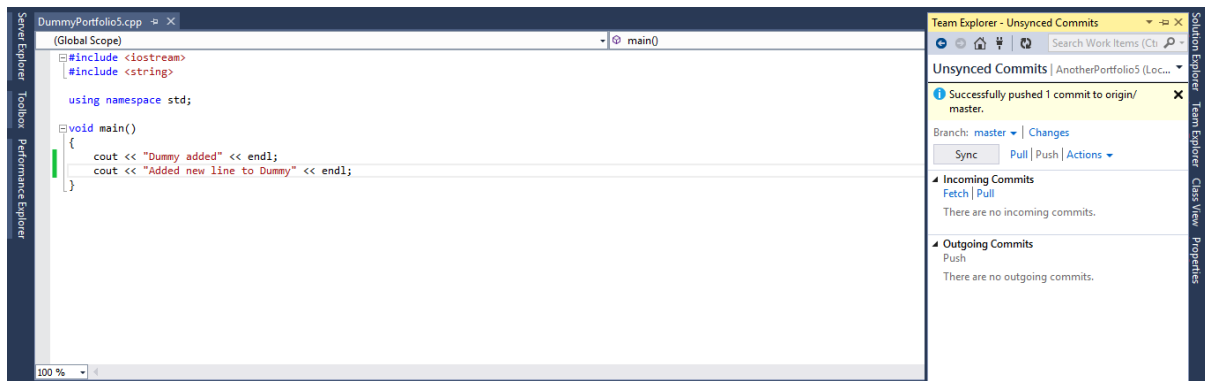 Server Explorer
Toolbox
Performance Explorer
DummyPortfolio5.cpp
(Global Scope)
main()
#include <iostream>
#include <string>
using namespace std;
void main()
{
cout << "Dummy added" << endl;
cout << "Added new line to Dummy" << endl;
}
100 %
Team Explorer - Unsynced Commits
Search Work Items (Ctr
Unsynced Commits | AnotherPortfolio5 (Loc...
Successfully pushed 1 commit to origin/
master.
Branch: master | Changes
Sync Pull | Push | Actions
Incoming Commits
Fetch | Pull
There are no incoming commits.
Outgoing Commits
Push
There are no outgoing commits.
Solution Explorer
Team Explorer
Class View
Properties